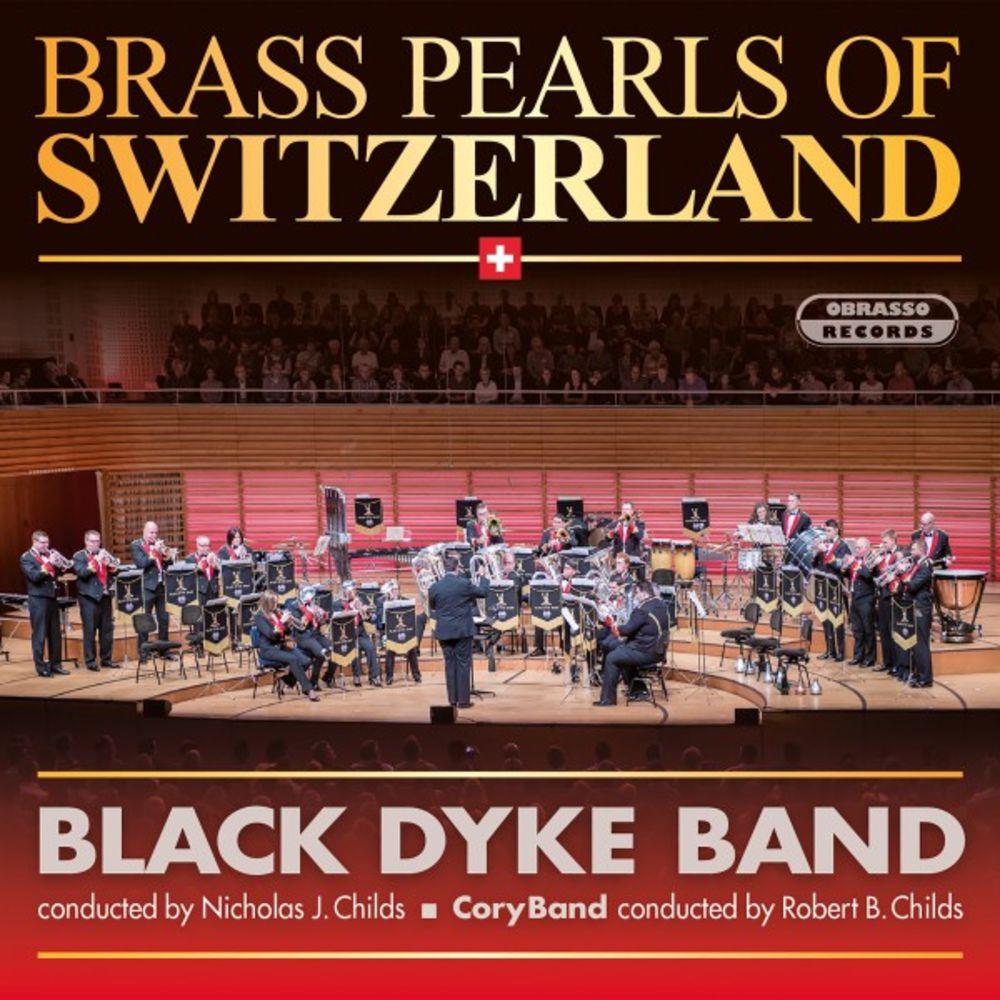 BRASS PEARLS OF
SWITZERLAND
OBRASSO
RECORDS
BLACK DYKE BAND
conducted by Nicholas J. Childs ■ CoryBand conducted by Robert B. Childs